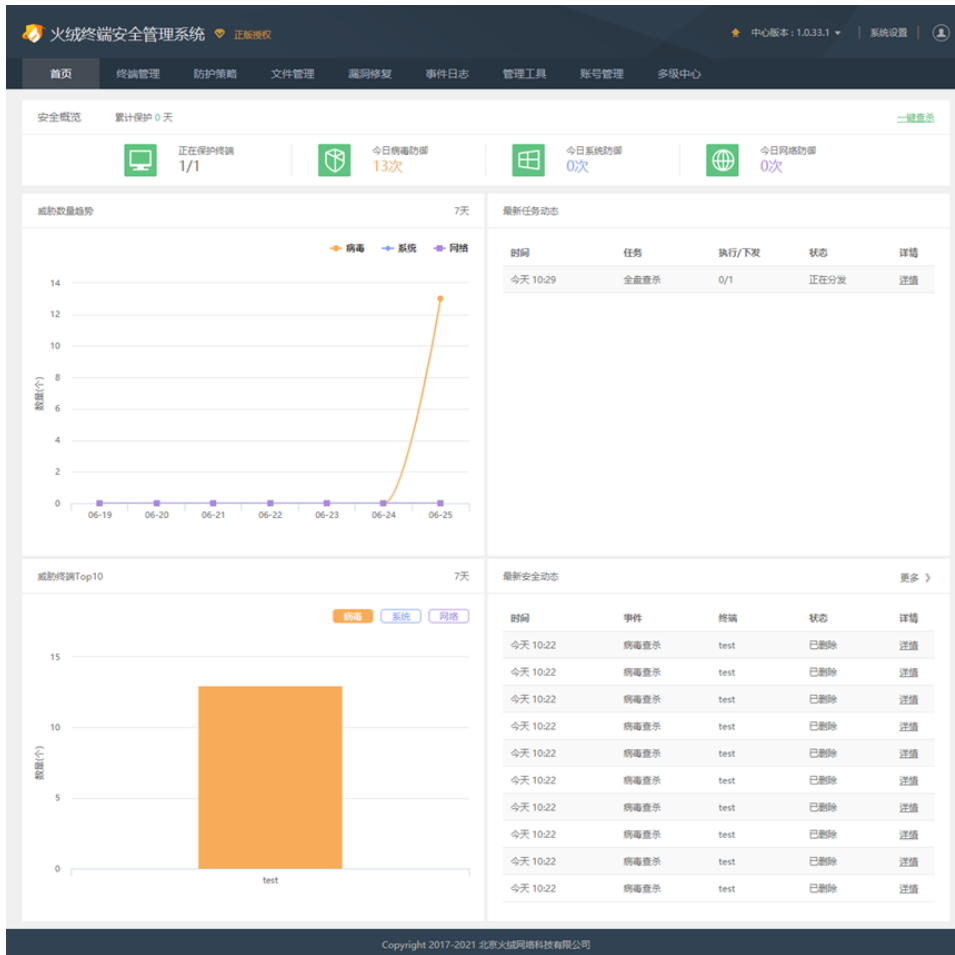 火绒终端安全管理系统 正版授权 中心版本：1.0.33.1 系统设置
首页 终端管理 防护策略 文件管理 漏洞修复 事件日志 管理工具 账号管理 多级中心
安全概览 累计保护 0 天 一键查杀
正在保护终端 今日病毒防御 今日系统防御 今日网络防御
1/1 13次 0次 0次
威胁数量趋势 7天
病毒 系统 网络
14
12
10
8
6
4
2
0
数量(个)
06-19 06-20 06-21 06-22 06-23 06-24 06-25
最新任务动态
时间 任务 执行/下发 状态 详情
今天 10:29 全盘查杀 0/1 正在分发 详情
威胁终端Top10 7天
病毒 系统 网络
15
10
5
0
数量(个)
test
最新安全动态 更多 》
时间 事件 终端 状态 详情
今天 10:22 病毒查杀 test 已删除 详情
今天 10:22 病毒查杀 test 已删除 详情
今天 10:22 病毒查杀 test 已删除 详情
今天 10:22 病毒查杀 test 已删除 详情
今天 10:22 病毒查杀 test 已删除 详情
今天 10:22 病毒查杀 test 已删除 详情
今天 10:22 病毒查杀 test 已删除 详情
今天 10:22 病毒查杀 test 已删除 详情
今天 10:22 病毒查杀 test 已删除 详情
今天 10:22 病毒查杀 test 已删除 详情
Copyright 2017-2021 北京火绒网络科技有限公司